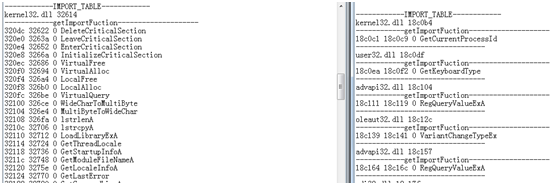 -------------IMPORT_TABLE-------------
kernel32.dll 32614
-------------getImportFuction-------------
320dc 32622 0 DeleteCriticalSection
320e0 3263a 0 LeaveCriticalSection
320e4 32652 0 EnterCriticalSection
320e8 3266a 0 InitializeCriticalSection
320ec 32686 0 VirtualFree
320f0 32694 0 VirtualAlloc
320f4 326a4 0 LocalFree
320f8 326b0 0 LocalAlloc
320fc 326be 0 VirtualQuery
32100 326ce 0 WideCharToMultiByte
32104 326e4 0 MultiByteToWideChar
32108 326fa 0 lstrlenA
3210c 32706 0 lstrcpyA
32110 32712 0 LoadLibraryExA
32114 32724 0 GetThreadLocale
32118 32736 0 GetStartupInfoA
3211c 32748 0 GetModuleFileNameA
32120 3275e 0 GetLocaleInfoA
32124 32770 0 GetLastError
-------------IMPORT_TABLE-------------
kernel32.dll 18c0b4
-------------getImportFuction-------------
18c0c1 18c0c9 0 GetCurrentProcessId
user32.dll 18c0df
-------------getImportFuction-------------
18c0ea 18c0f2 0 GetKeyboardType
advapi32.dll 18c104
-------------getImportFuction-------------
18c111 18c119 0 RegQueryValueExA
oleaut32.dll 18c12c
-------------getImportFuction-------------
18c139 18c141 0 VariantChangeTypeEx
advapi32.dll 18c157
-------------getImportFuction-------------
18c164 18c16c 0 RegQueryValueExA